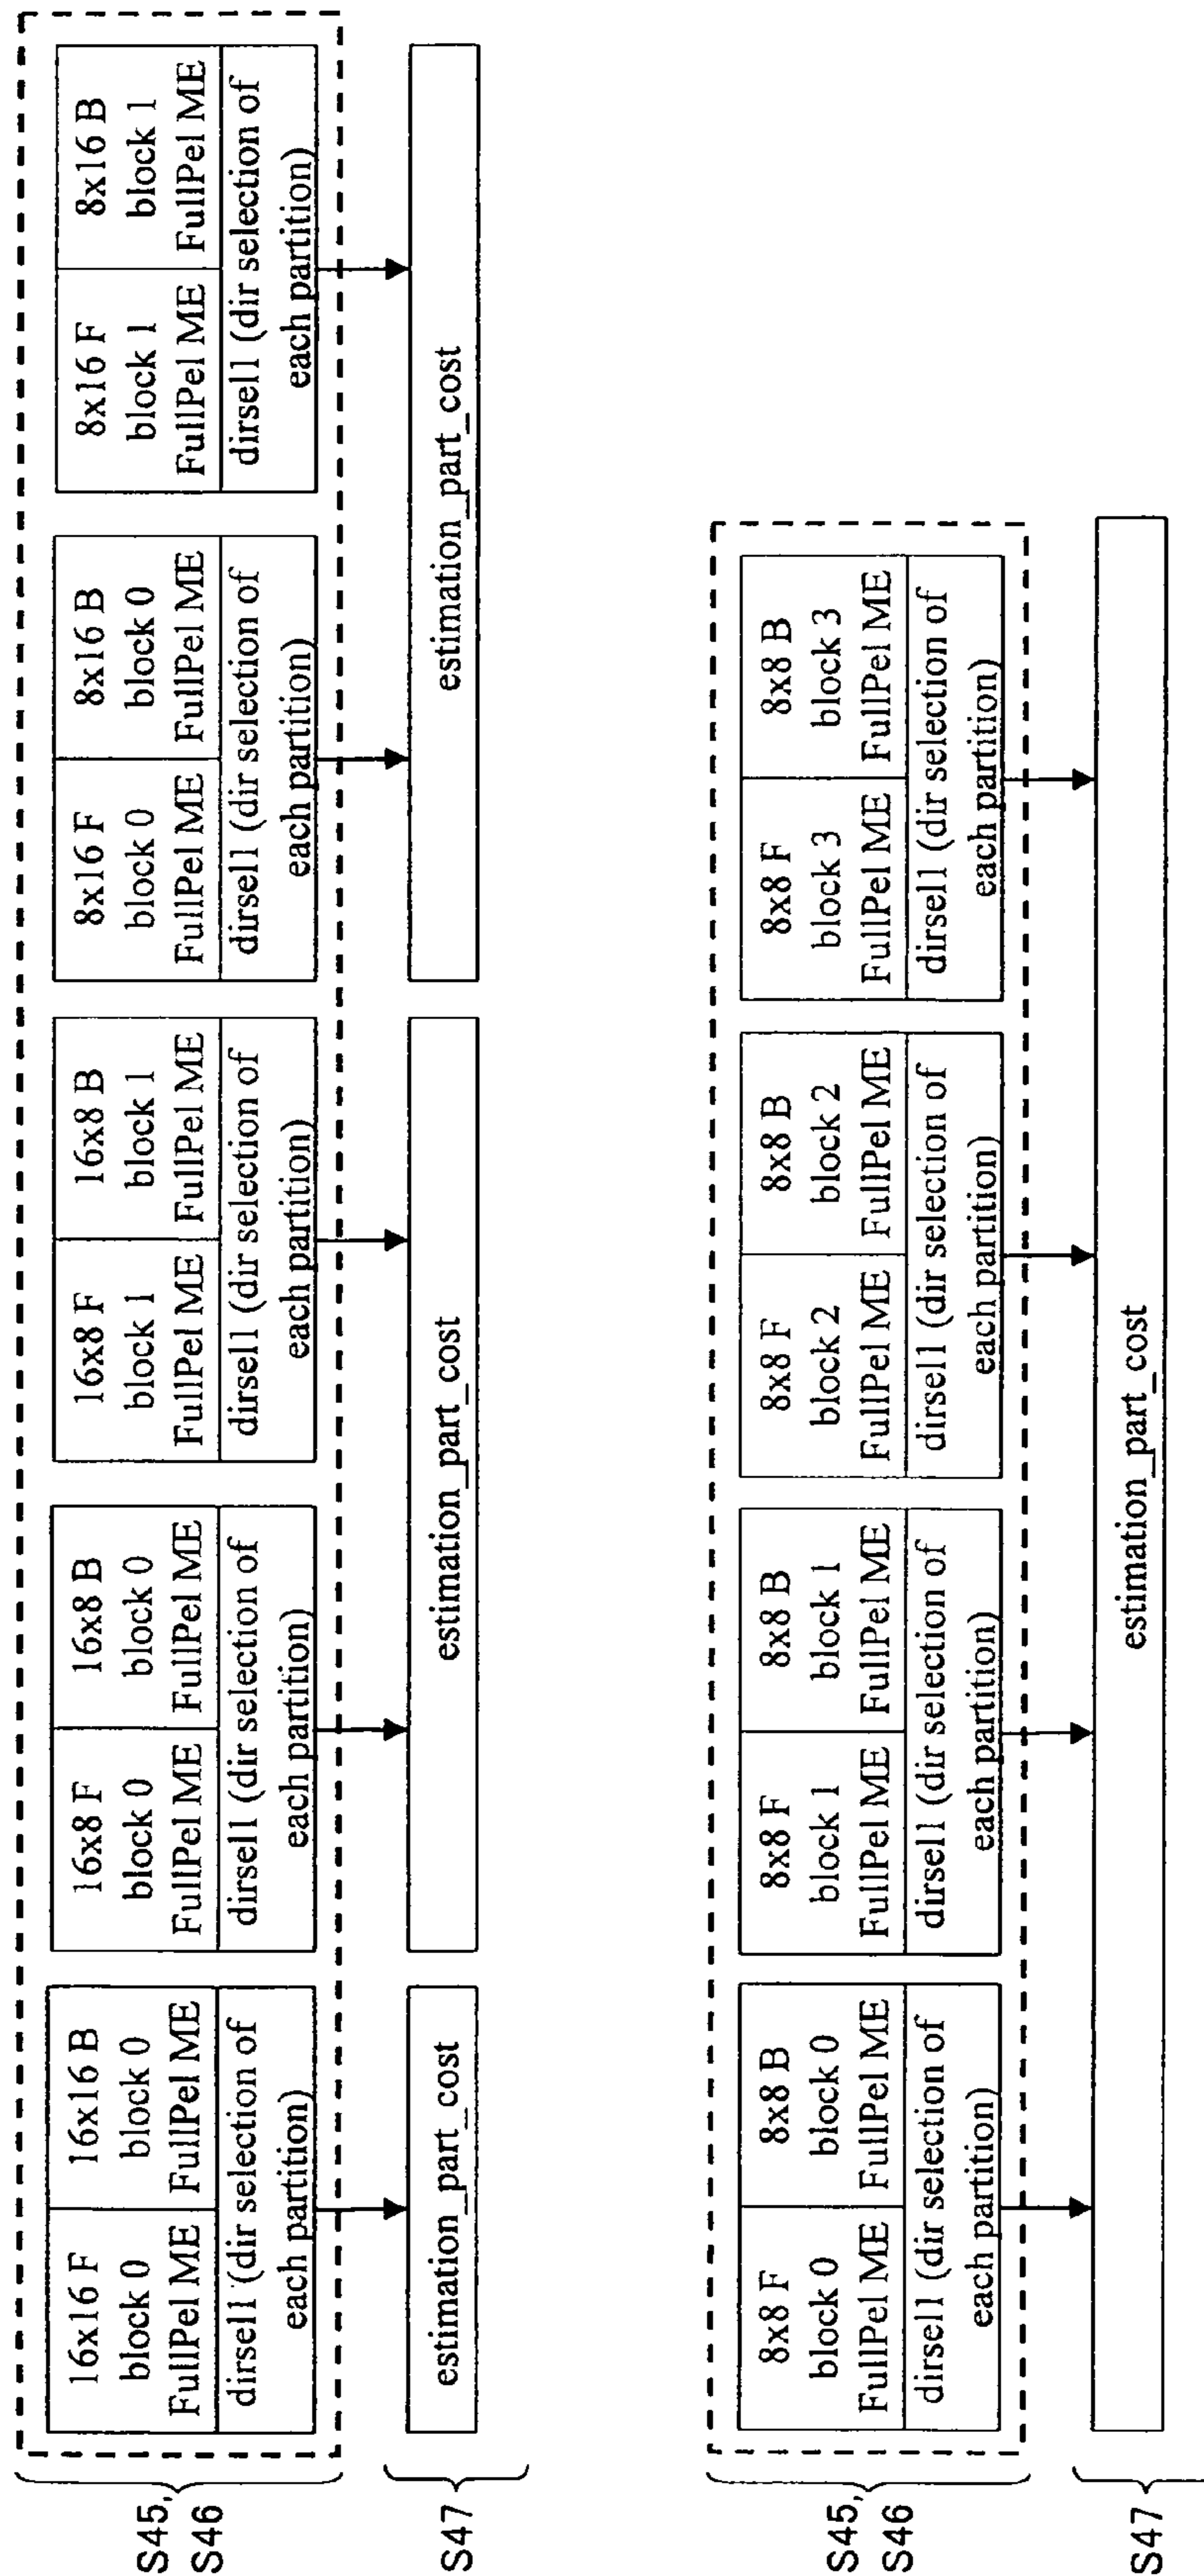 S45,
S46
16x16 F
block 0
FullPel ME
16x16 B
block 0
FullPel ME
dirsel1 (dir selection of
each partition)
16x8 F
block 0
FullPel ME
16x8 B
block 0
FullPel ME
dirsel1 (dir selection of
each partition)
16x8 F
block 1
FullPel ME
16x8 B
block 1
FullPel ME
dirsel1 (dir selection of
each partition)
8x16 F
block 0
FullPel ME
8x16 B
block 0
FullPel ME
dirsel1 (dir selection of
each partition)
8x16 F
block 1
FullPel ME
8x16 B
block 1
FullPel ME
dirsel1 (dir selection of
each partition)
S47
estimation_part_cost
estimation_part_cost
estimation_part_cost
S45,
S46
8x8 F
block 0
FullPel ME
8x8 B
block 0
FullPel ME
dirsel1 (dir selection of
each partition)
8x8 F
block 1
FullPel ME
8x8 B
block 1
FullPel ME
dirsel1 (dir selection of
each partition)
8x8 F
block 2
FullPel ME
8x8 B
block 2
FullPel ME
dirsel1 (dir selection of
each partition)
8x8 F
block 3
FullPel ME
8x8 B
block 3
FullPel ME
dirsel1 (dir selection of
each partition)
S47
estimation_part_cost